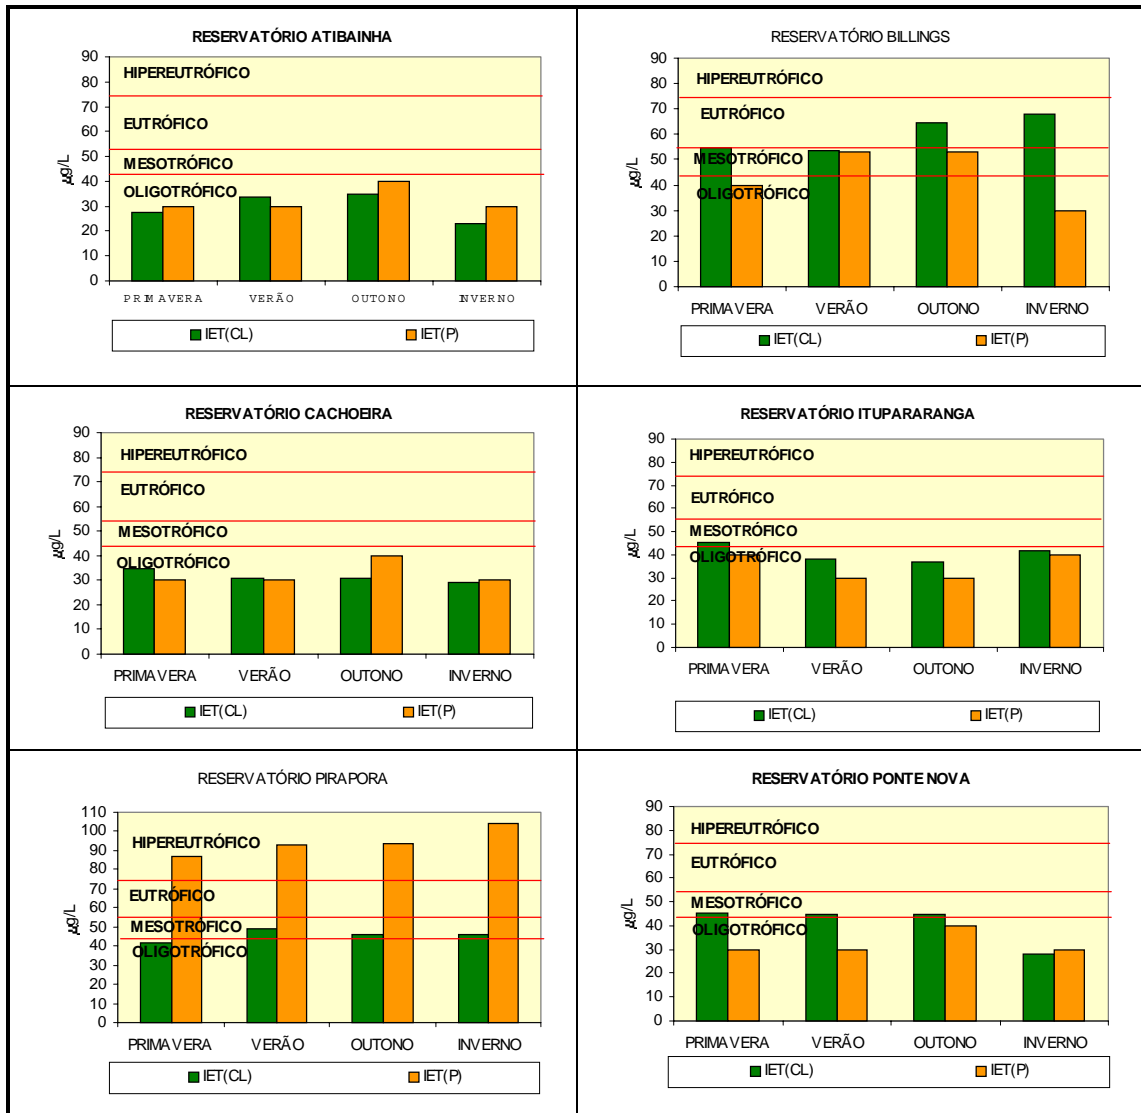 RESERVATÓRIO ATIBAINHA
90
80
70
60
50
40
30
20
10
0
µg/L
HIPEREUTRÓFICO
EUTRÓFICO
MESOTRÓFICO
OLIGOTRÓFICO
PRIMAVERA VERÃO OUTONO INVERNO
IET(CL) IET(P)
RESERVATÓRIO BILLINGS
90
80
70
60
50
40
30
20
10
0
µg/L
HIPEREUTRÓFICO
EUTRÓFICO
MESOTRÓFICO
OLIGOTRÓFICO
PRIMAVERA VERÃO OUTONO INVERNO
IET(CL) IET(P)
RESERVATÓRIO CACHOEIRA
90
80
70
60
50
40
30
20
10
0
µg/L
HIPEREUTRÓFICO
EUTRÓFICO
MESOTRÓFICO
OLIGOTRÓFICO
PRIMAVERA VERÃO OUTONO INVERNO
IET(CL) IET(P)
RESERVATÓRIO ITUPARARANGA
90
80
70
60
50
40
30
20
10
0
µg/L
HIPEREUTRÓFICO
EUTRÓFICO
MESOTRÓFICO
OLIGOTRÓFICO
PRIMAVERA VERÃO OUTONO INVERNO
IET(CL) IET(P)
RESERVATÓRIO PIRAPORA
110
100
90
80
70
60
50
40
30
20
10
0
µg/L
HIPEREUTRÓFICO
EUTRÓFICO
MESOTRÓFICO
OLIGOTRÓFICO
PRIMAVERA VERÃO OUTONO INVERNO
IET(CL) IET(P)
RESERVATÓRIO PONTE NOVA
90
80
70
60
50
40
30
20
10
0
µg/L
HIPEREUTRÓFICO
EUTRÓFICO
MESOTRÓFICO
OLIGOTRÓFICO
PRIMAVERA VERÃO OUTONO INVERNO
IET(CL) IET(P)